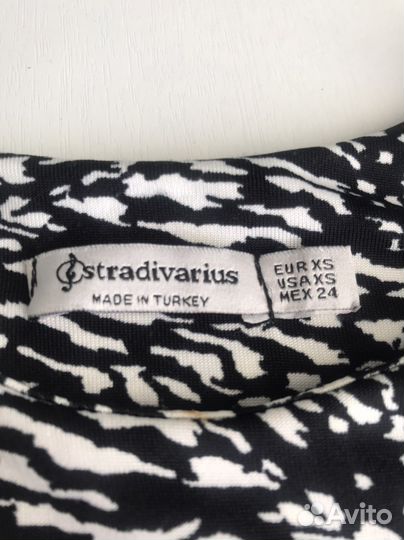 stradivarius
MADE IN TURKEY
EUR XS
USA XS
MEX 24
Avito